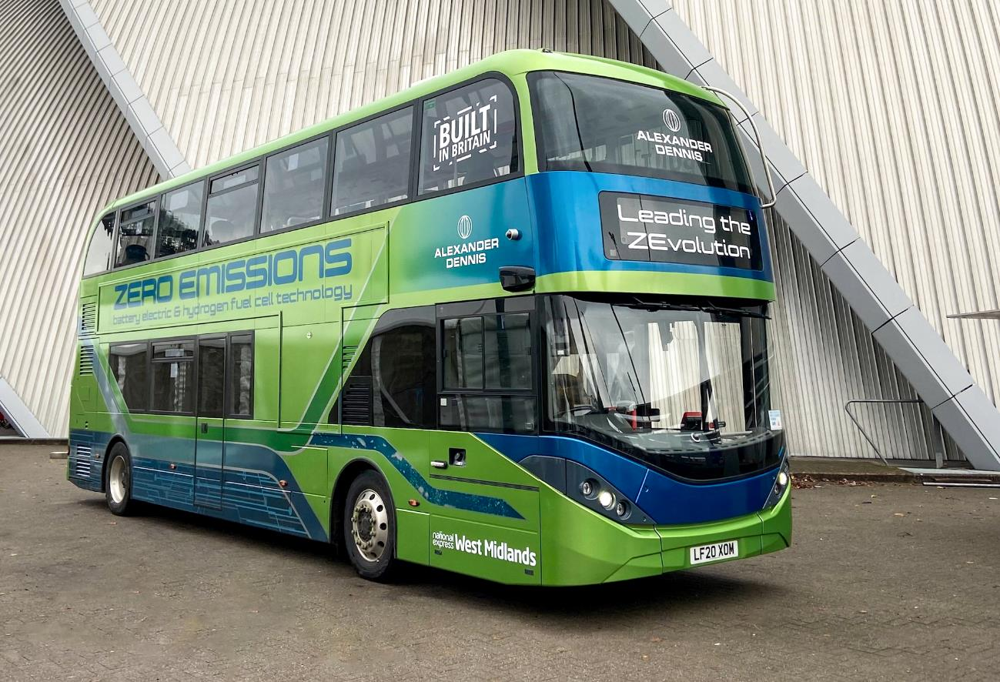 BUILT
IN BRITAIN
ALEXANDER
DENNIS
Leading the
ZEvolution
ALEXANDER
DENNIS
ZERO EMISSIONS
battery electric & hydrogen fuel cell technology
national
express
West Midlands
LF20 XOM